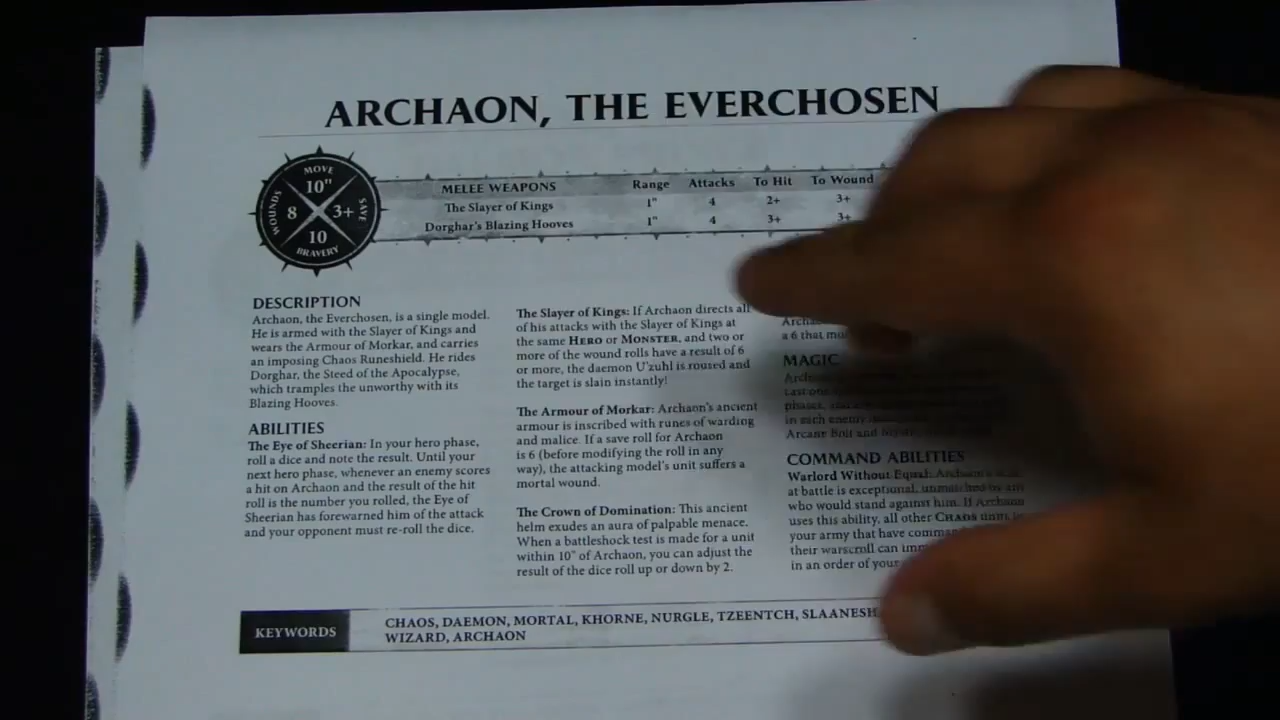 ARCHAON, THE EVERCHOSEN
MOVE
10"
WOUNDS 8 3+ SAVE
10
BRAVERY
MELEE WEAPONS Range Attacks To Hit To Wound
The Slayer of Kings 1" 4 2+ 3+
Dorghar's Blazing Hooves 1" 4 3+ 3+
DESCRIPTION
Archaon, the Everchosen, is a single model.
He is armed with the Slayer of Kings and
wears the Armour of Morkar, and carries
an imposing Chaos Runeshield. He rides
Dorghar, the Steed of the Apocalypse,
which tramples the unworthy with its
Blazing Hooves.
ABILITIES
The Eye of Sheerian: In your hero phase,
roll a dice and note the result. Until your
next hero phase, whenever an enemy scores
a hit on Archaon and the result of the hit
roll is the number you rolled, the Eye of
Sheerian has forewarned him of the attack
and your opponent must re-roll the dice.
The Slayer of Kings: If Archaon directs all
of his attacks with the Slayer of Kings at
the same HERO or MONSTER, and two or
more of the wound rolls have a result of 6
or more, the daemon U'zuhl is roused and
the target is slain instantly!
The Armour of Morkar: Archaon's ancient
armour is inscribed with runes of warding
and malice. If a save roll for Archaon
is 6 (before modifying the roll in any
way), the attacking model's unit suffers a
mortal wound.
The Crown of Domination: This ancient
helm exudes an aura of palpable menace.
When a battleshock test is made for a unit
within 10" of Archaon, you can adjust the
result of the dice roll up or down by 2.
a 6 that
MAGIC
cast one
phases,
in each enemy
Arcane Bolt and
COMMAND ABILITIES
Warlord Without Equal: Archaon's
at battle is exceptional, unmatched by any
who would stand against him. If Archaon
uses this ability, all other CHAOS units in
your army that have
their warscroll can
in an order of your
KEYWORDS
CHAOS, DAEMON, MORTAL, KHORNE, NURGLE, TZEENTCH, SLAANESH,
WIZARD, ARCHAON